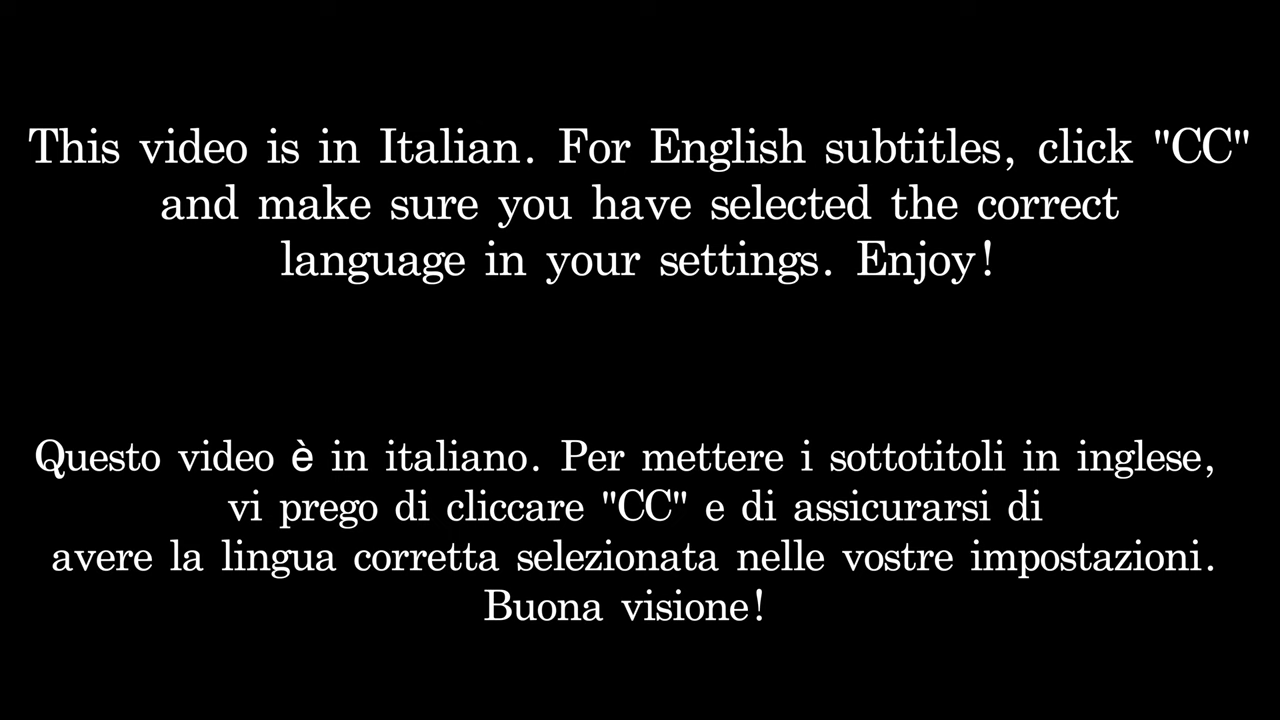 This video is in Italian. For English subtitles, click "CC"
and make sure you have selected the correct
language in your settings. Enjoy!
Questo video è in italiano. Per mettere i sottotitoli in inglese,
vi prego di cliccare "CC" e di assicurarsi di
avere la lingua corretta selezionata nelle vostre impostazioni.
Buona visione!